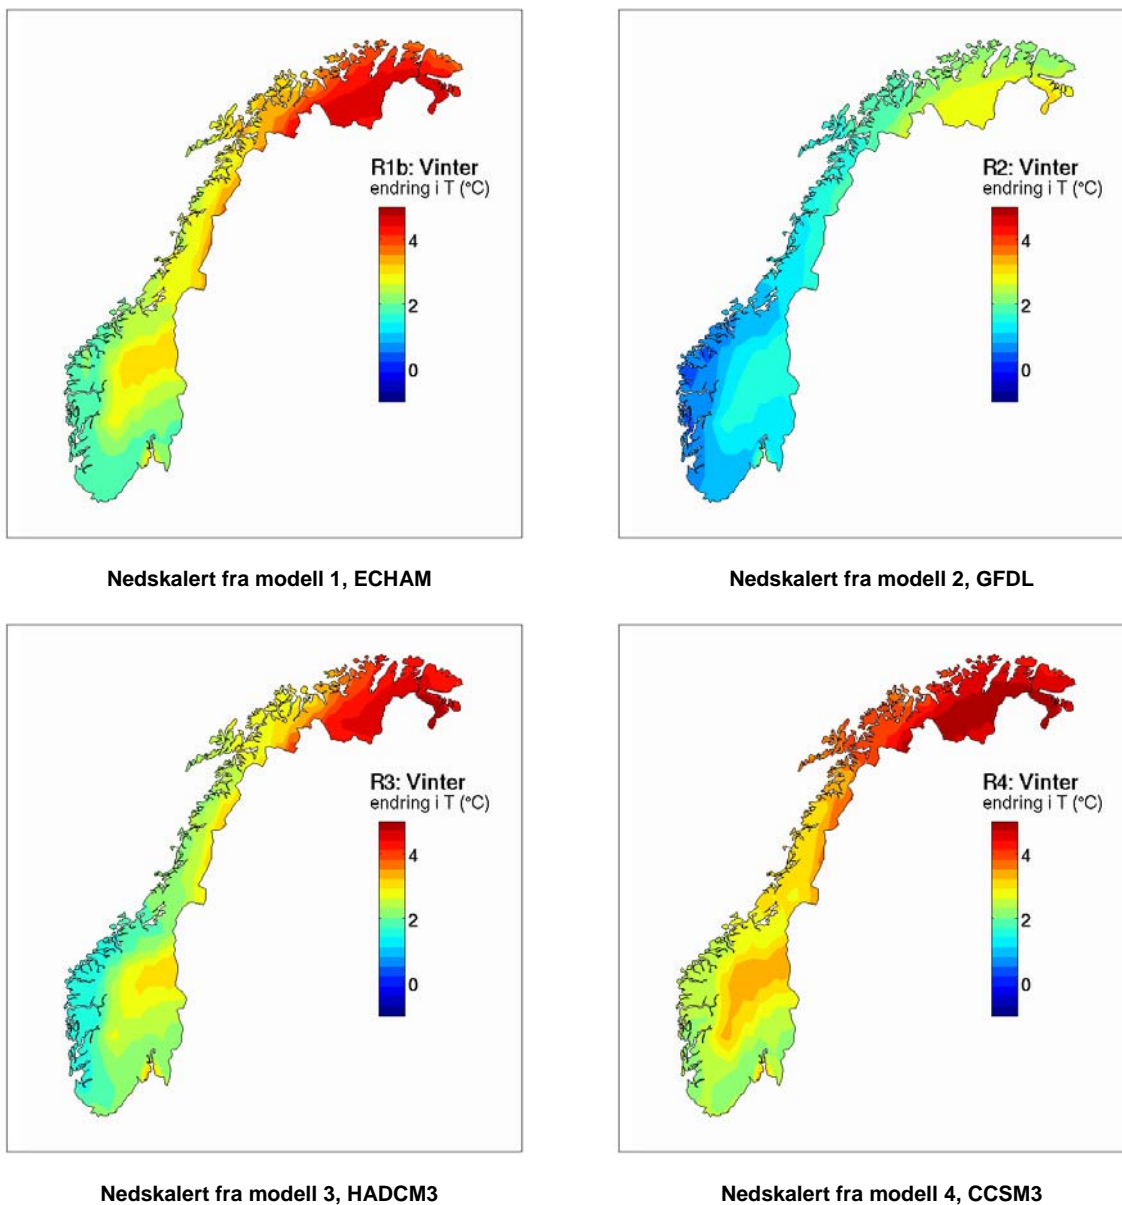 R1b: Vinter
endring i T (°C)
4
2
0
Nedskalert fra modell 1, ECHAM
R2: Vinter
endring i T (°C)
4
2
0
Nedskalert fra modell 2, GFDL
R3: Vinter
endring i T (°C)
4
2
0
Nedskalert fra modell 3, HADCM3
R4: Vinter
endring i T (°C)
4
2
0
Nedskalert fra modell 4, CCSM3